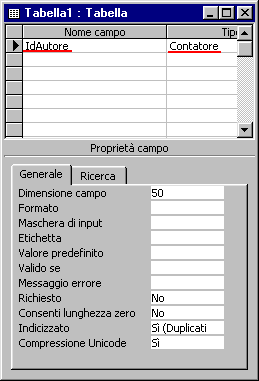 Tabella1 : Tabella
Nome campo Tipo
IdAutore Contatore
Proprietà campo
Generale Ricerca
Dimensione campo 50
Formato
Maschera di input
Etichetta
Valore predefinito
Valido se
Messaggio errore
Richiesto No
Consenti lunghezza zero No
Indicizzato Sì (Duplicati
Compressione Unicode Sì